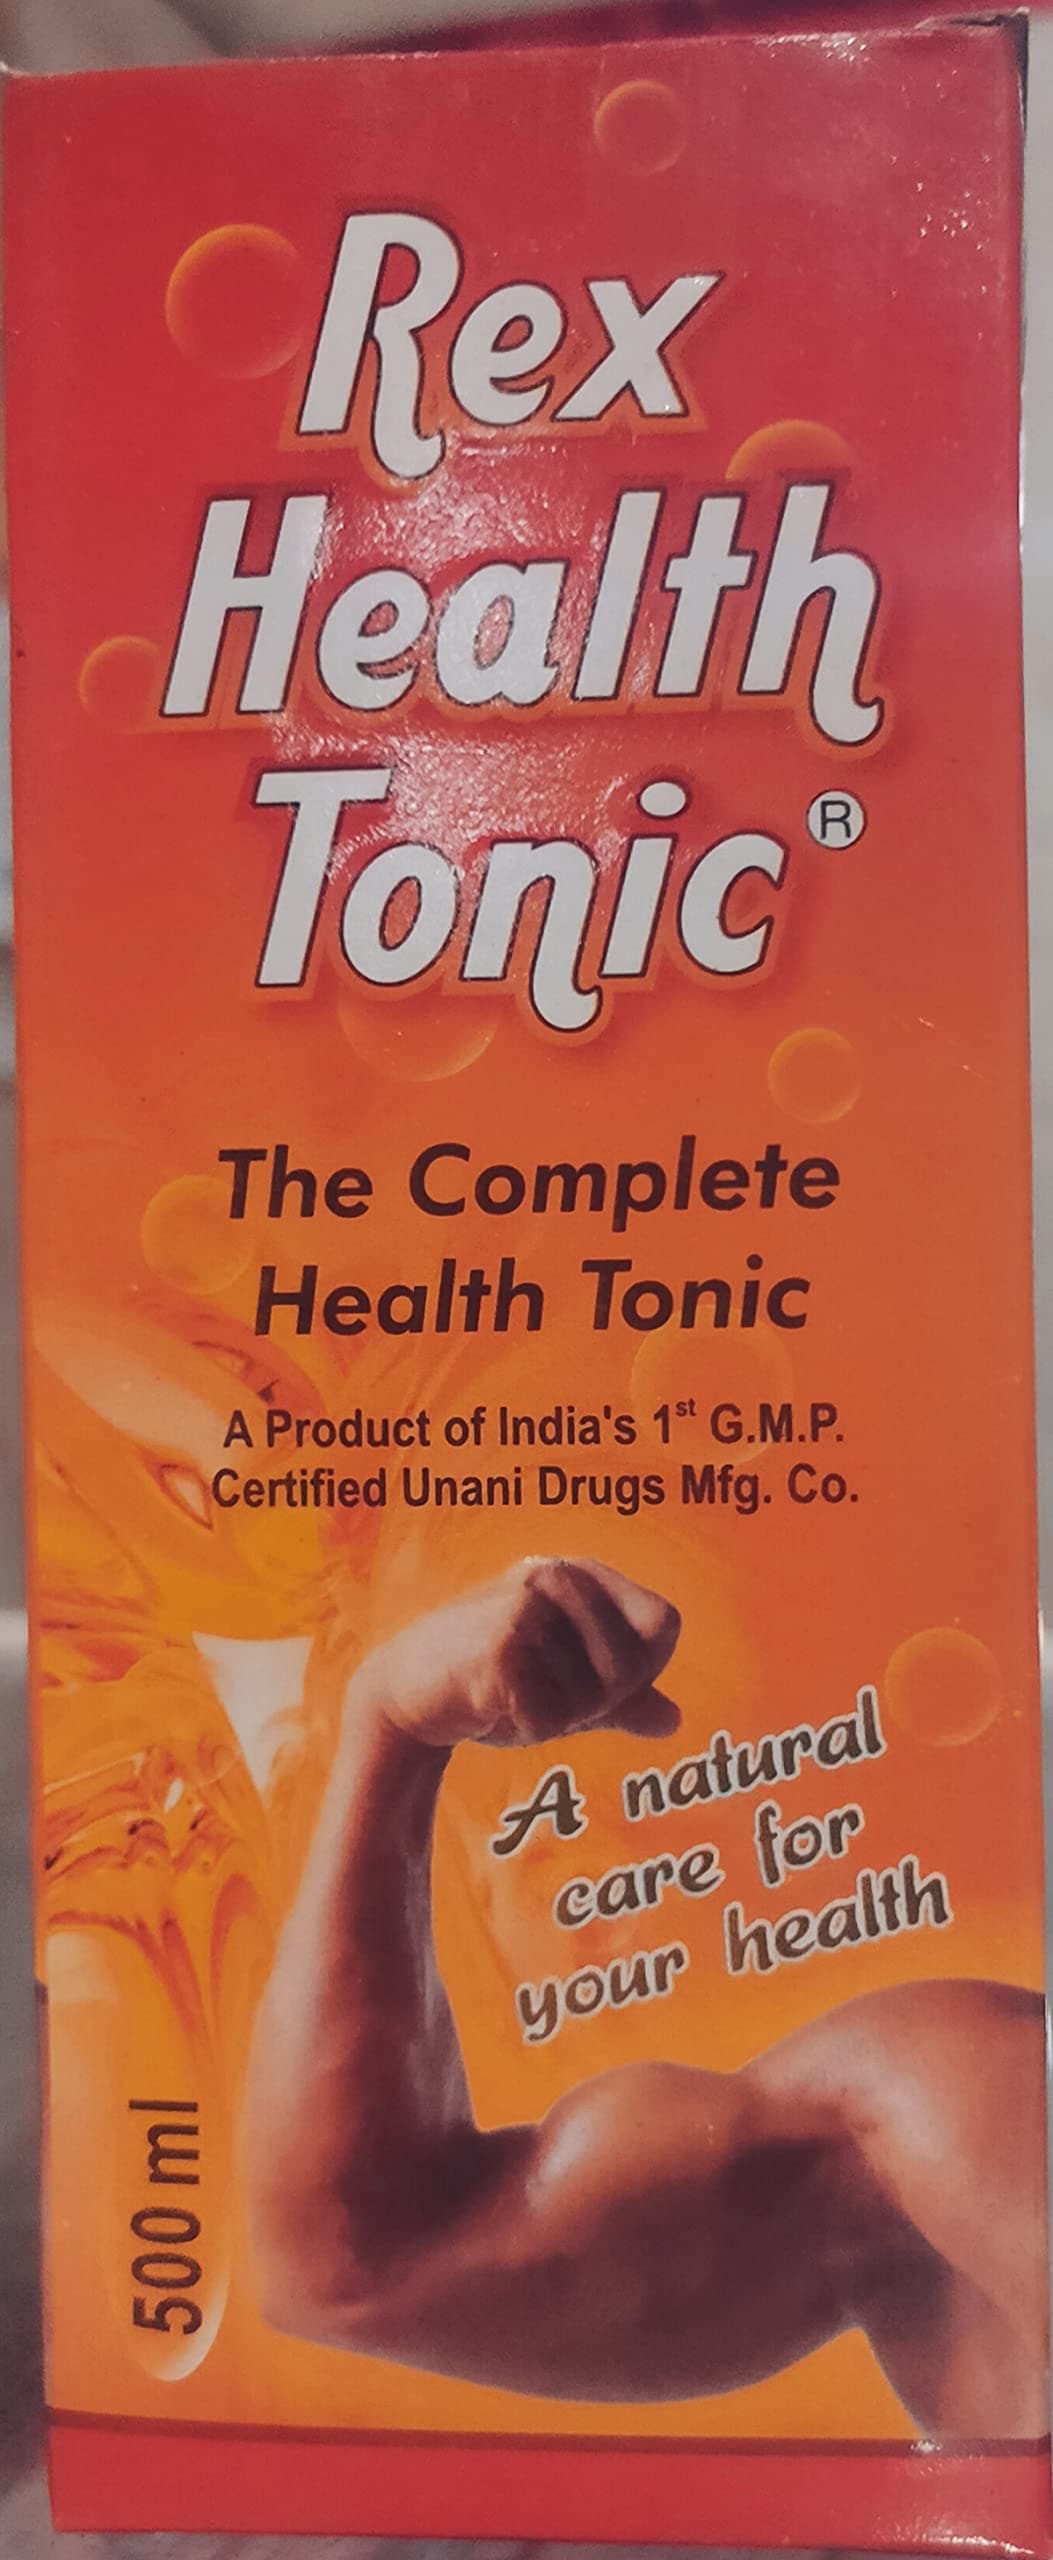 Rex
Health
Tonic®
The Complete
Health Tonic
A Product of India's 1st G.M.P.
Certified Unani Drugs Mfg. Co.
A natural
care for
your health
500 ml